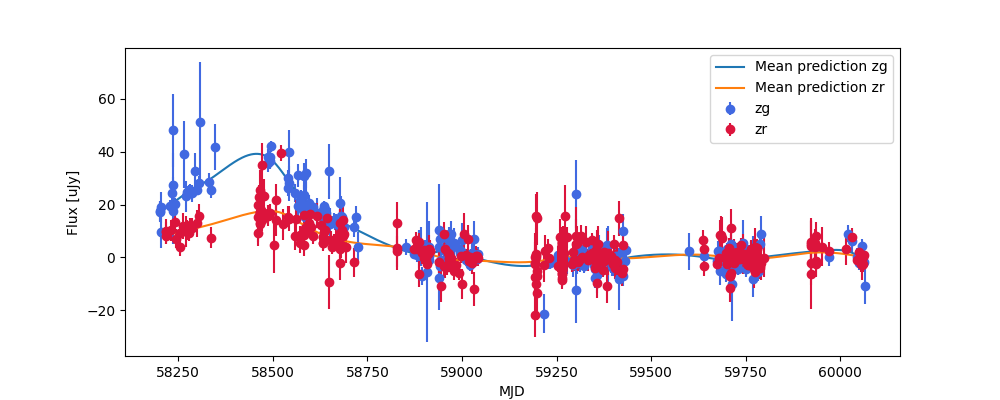 Mean prediction zg
Mean prediction zr
zg
zr
60
40
20
0
−20
Flux [uJy]
58250 58500 58750 59000 59250 59500 59750 60000
MJD